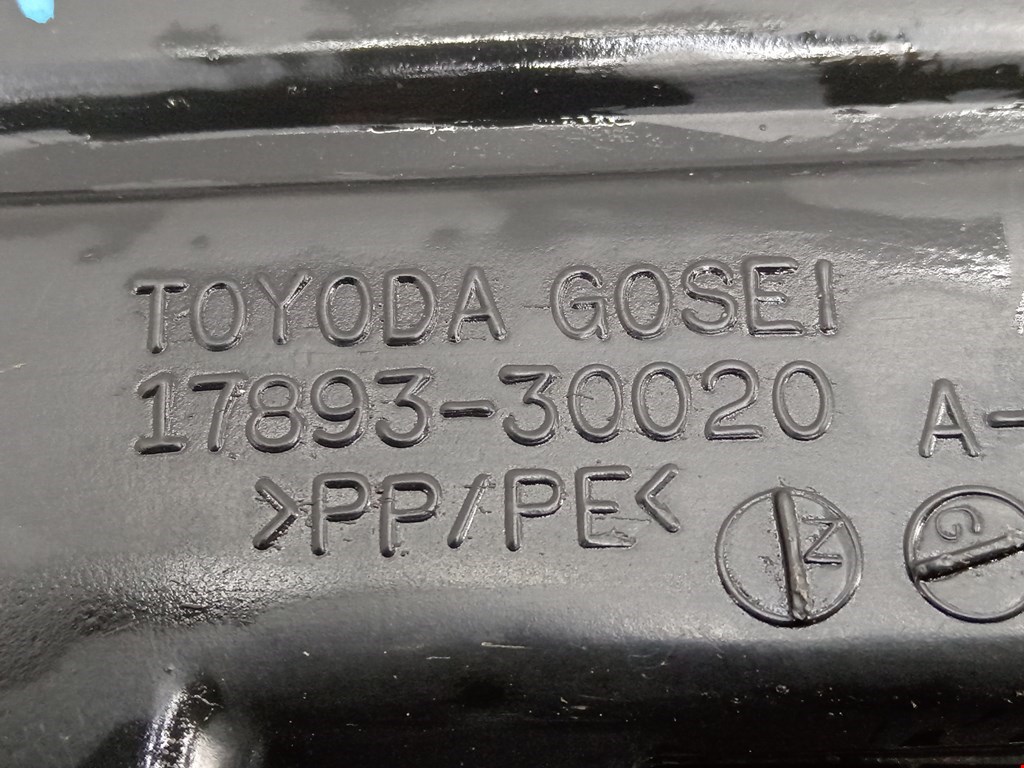 TOYODA GOSEI
17893-30020
A-
>PP/PE<
N
G